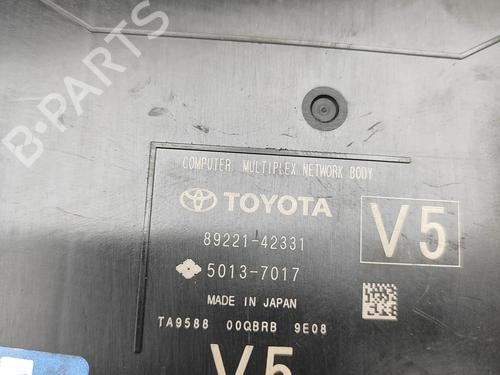 B-PARTS
COMPUTER, MULTIPLEX NETWORK BODY
TOYOTA
89221-42331
5013-7017
V5
MADE IN JAPAN
TA9588 00QBRB 9E08
V5